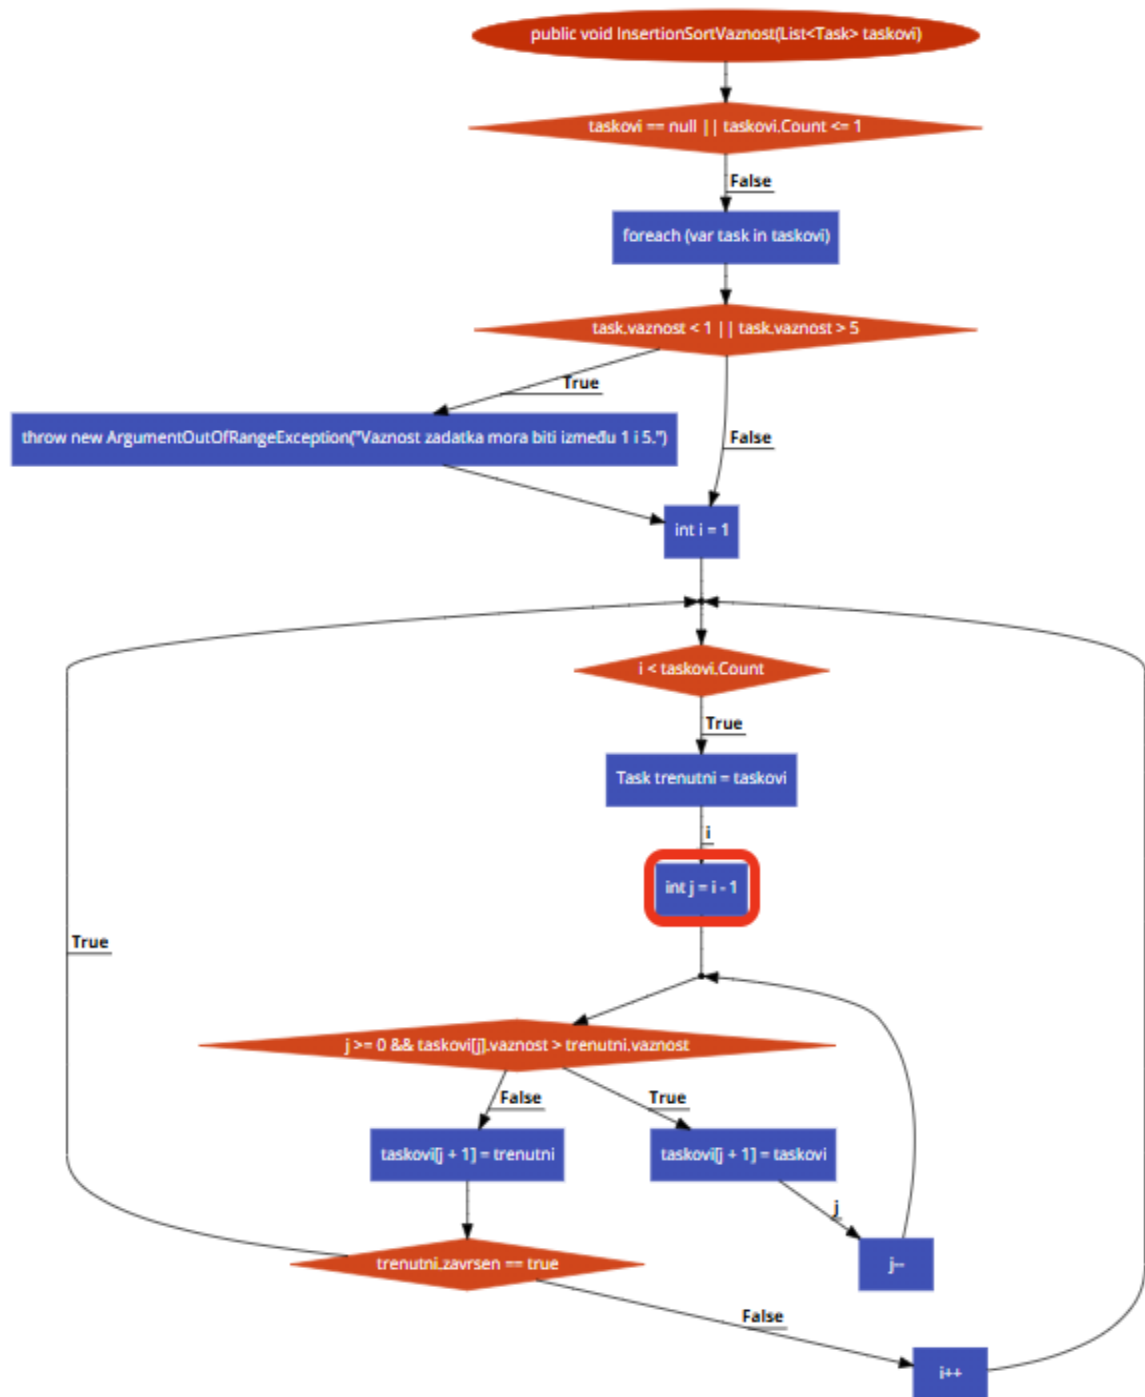 public void InsertionSortVaznost(List<Task> taskovi)
taskovi == null || taskovi.Count <= 1
False
foreach (var task in taskovi)
task.vaznost < 1 || task.vaznost > 5
True
throw new ArgumentOutOfRangeException("Vaznost zadatka mora biti između 1 i 5.")
False
int i = 1
i < taskovi.Count
True
Task trenutni = taskovi
i
int j = i - 1
True
j >= 0 && taskovi[j].vaznost > trenutni.vaznost
False
True
taskovi[j + 1] = trenutni
taskovi[j + 1] = taskovi
j
trenutni.zavrsen == true
j--
False
i++